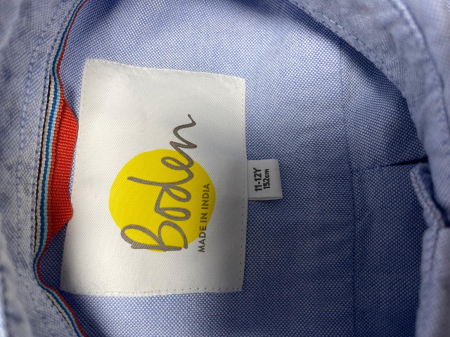 Boden
MADE IN INDIA
11-12Y
152cm